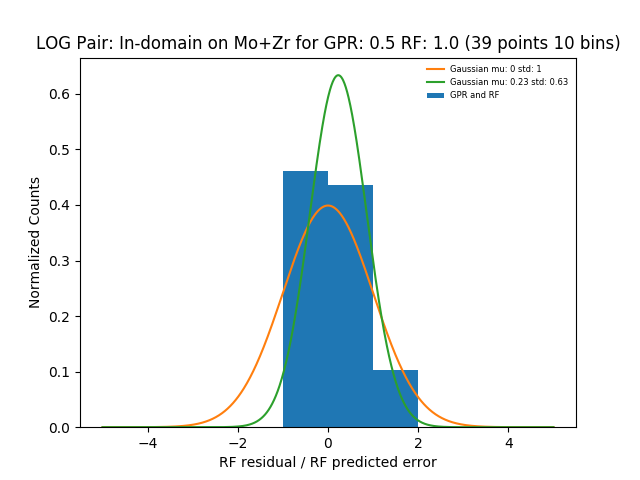 LOG Pair: In-domain on Mo+Zr for GPR: 0.5 RF: 1.0 (39 points 10 bins)
Gaussian mu: 0 std: 1
Gaussian mu: 0.23 std: 0.63
GPR and RF
Normalized Counts
0.6
0.5
0.4
0.3
0.2
0.1
0.0
−4 −2 0 2 4
RF residual / RF predicted error